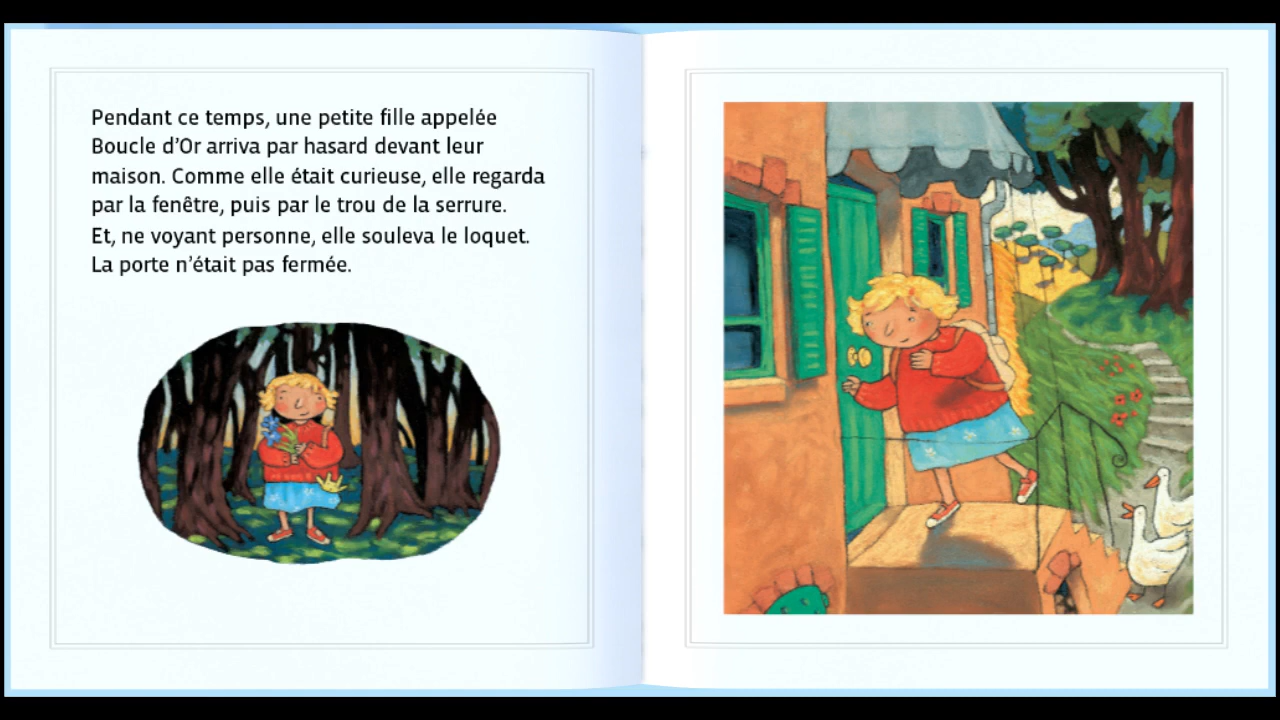 Pendant ce temps, une petite fille appelée
Boucle d’Or arriva par hasard devant leur
maison. Comme elle était curieuse, elle regarda
par la fenêtre, puis par le trou de la serrure.
Et, ne voyant personne, elle souleva le loquet.
La porte n’était pas fermée.